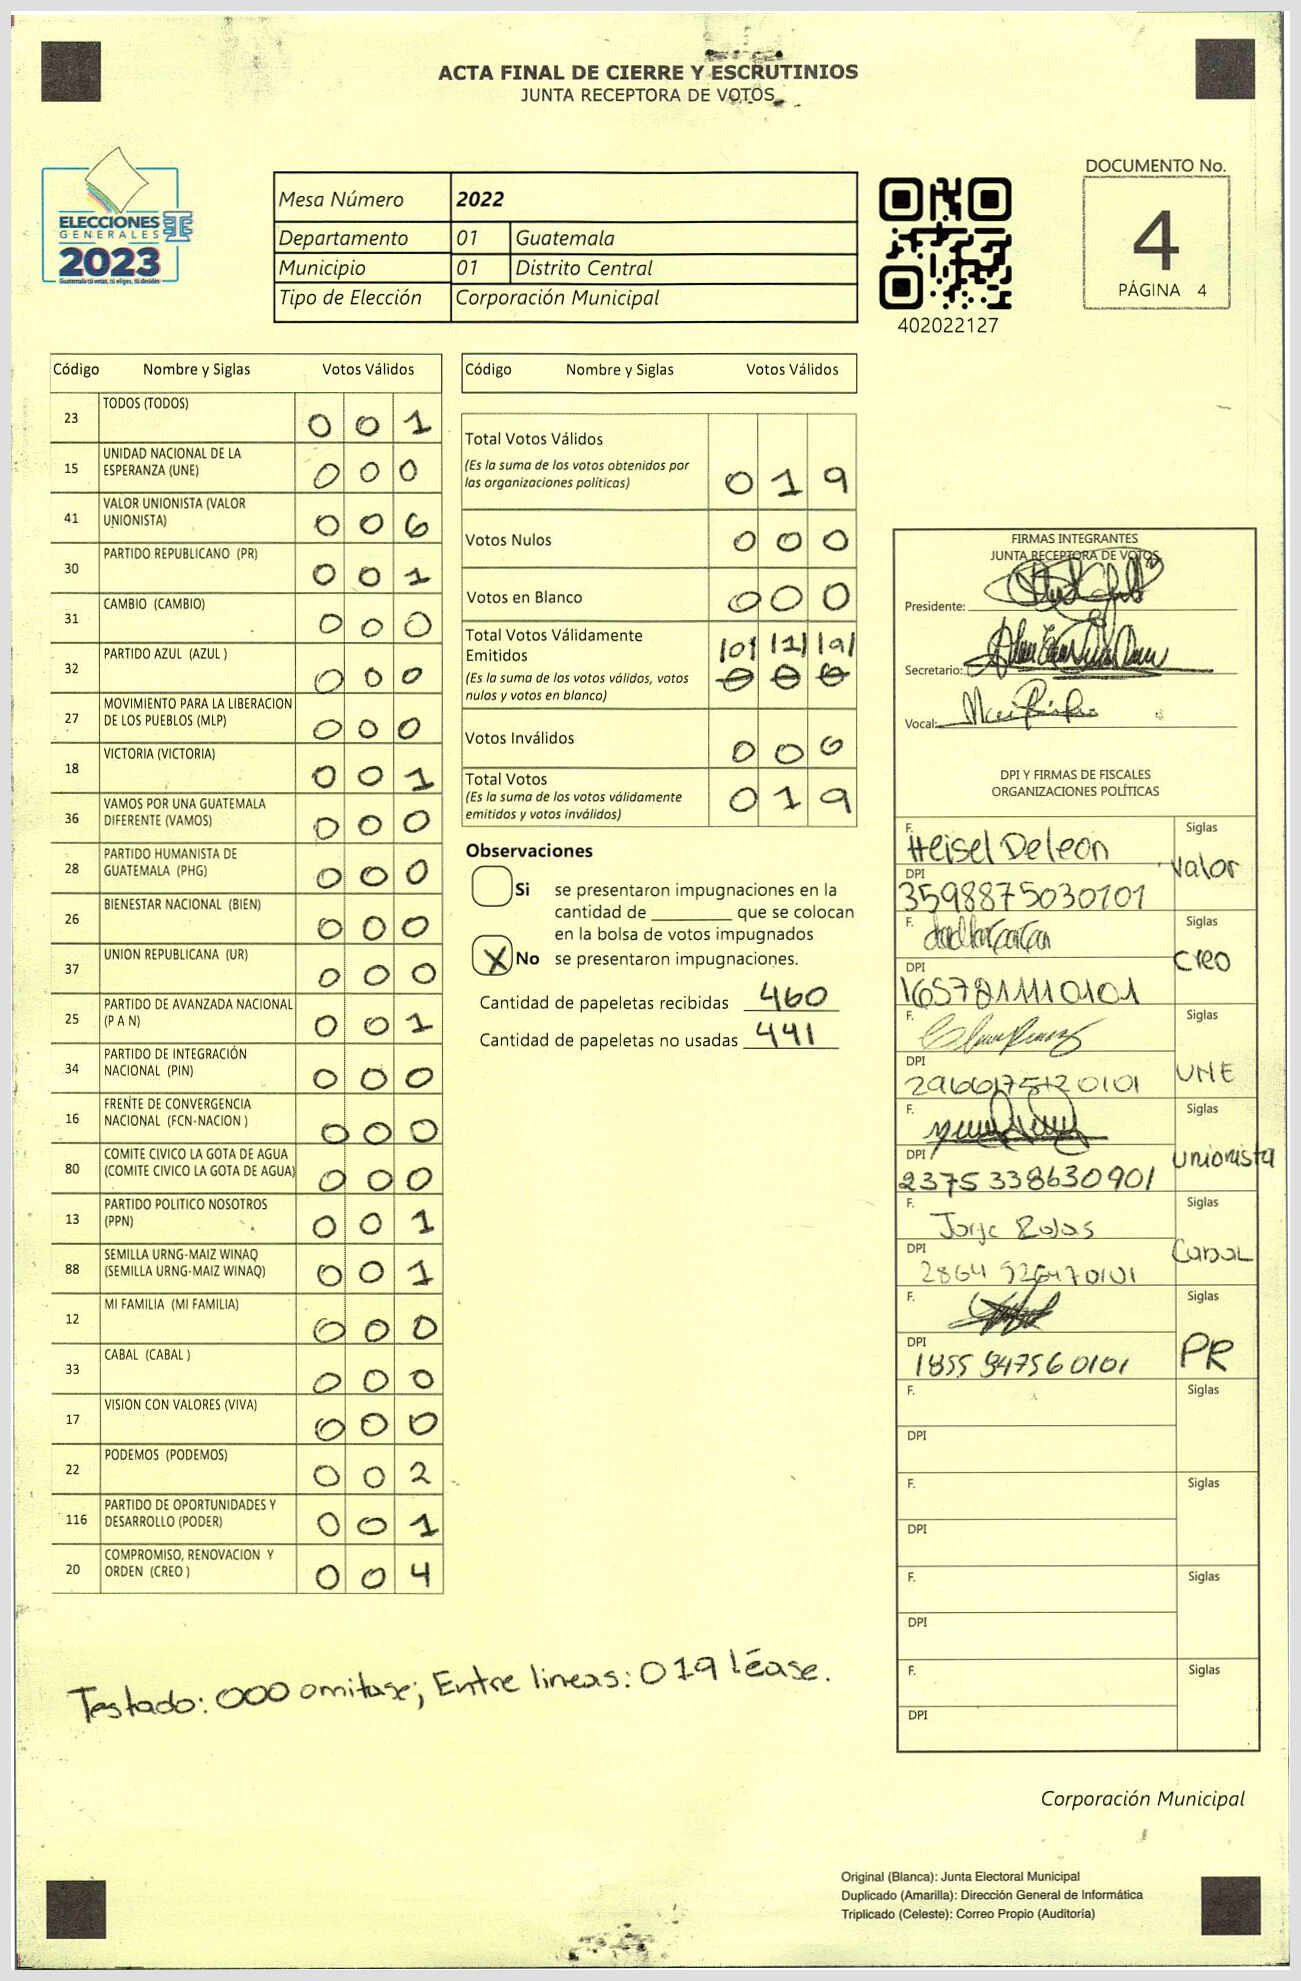 ACTA FINAL DE CIERRE Y ESCRUTINIOS
JUNTA RECEPTORA DE VOTOS
ELECCIONES
GENERALES
2023
Guatemala tú votas, tú eliges, tú decides
Mesa Número 2022
Departamento 01 Guatemala
Municipio 01 Distrito Central
Tipo de Elección Corporación Municipal
402022127
DOCUMENTO No.
4
PÁGINA 4
Código Nombre y Siglas Votos Válidos
23 TODOS (TODOS) 0 0 1
15 UNIDAD NACIONAL DE LA
ESPERANZA (UNE) 0 0 0
41 VALOR UNIONISTA (VALOR
UNIONISTA) 0 0 6
30 PARTIDO REPUBLICANO (PR) 0 0 1
31 CAMBIO (CAMBIO) 0 0 0
32 PARTIDO AZUL (AZUL ) 0 0 0
27 MOVIMIENTO PARA LA LIBERACION
DE LOS PUEBLOS (MLP) 0 0 0
18 VICTORIA (VICTORIA) 0 0 1
36 VAMOS POR UNA GUATEMALA
DIFERENTE (VAMOS) 0 0 0
28 PARTIDO HUMANISTA DE
GUATEMALA (PHG) 0 0 0
26 BIENESTAR NACIONAL (BIEN) 0 0 0
37 UNION REPUBLICANA (UR) 0 0 0
25 PARTIDO DE AVANZADA NACIONAL
(P A N) 0 0 1
34 PARTIDO DE INTEGRACIÓN
NACIONAL (PIN) 0 0 0
16 FRENTE DE CONVERGENCIA
NACIONAL (FCN-NACION ) 0 0 0
80 COMITE CIVICO LA GOTA DE AGUA
(COMITE CIVICO LA GOTA DE AGUA) 0 0 0
13 PARTIDO POLITICO NOSOTROS
(PPN) 0 0 1
88 SEMILLA URNG-MAIZ WINAQ
(SEMILLA URNG-MAIZ WINAQ) 0 0 1
12 MI FAMILIA (MI FAMILIA) 0 0 0
33 CABAL (CABAL ) 0 0 0
17 VISION CON VALORES (VIVA) 0 0 0
22 PODEMOS (PODEMOS) 0 0 2
116 PARTIDO DE OPORTUNIDADES Y
DESARROLLO (PODER) 0 0 1
20 COMPROMISO, RENOVACION Y
ORDEN (CREO ) 0 0 4
Código Nombre y Siglas Votos Válidos
Total Votos Válidos
(Es la suma de los votos obtenidos por
las organizaciones políticas) 0 1 9
Votos Nulos 0 0 0
Votos en Blanco 0 0 0
Total Votos Válidamente
Emitidos |0| |1| |9|
(Es la suma de los votos válidos, votos
nulos y votos en blanco) 0 0 0
Votos Inválidos 0 0 0
Total Votos
(Es la suma de los votos válidamente
emitidos y votos inválidos) 0 1 9
Observaciones
Si se presentaron impugnaciones en la
cantidad de ________ que se colocan
en la bolsa de votos impugnados
X No se presentaron impugnaciones.
Cantidad de papeletas recibidas 460
Cantidad de papeletas no usadas 441
FIRMAS INTEGRANTES
JUNTA RECEPTORA DE VOTOS
Presidente:
Secretario:
Vocal:
DPI Y FIRMAS DE FISCALES
ORGANIZACIONES POLÍTICAS
F. Heisel Deleon Siglas
Valor
DPI
3598875030101
F. Siglas
Creo
DPI
1657821110101
F. Siglas
UNE
DPI
F. Siglas
Unionista
DPI
2375 338630901
F. Jorge Rojas Siglas
Cabal
DPI
F. Siglas
PR
DPI
1855 947560101
F. Siglas
DPI
F. Siglas
DPI
F. Siglas
DPI
F. Siglas
DPI
Testado: 000 omitase; Entre lineas: 019 léase.
Corporación Municipal
Original (Blanca): Junta Electoral Municipal
Duplicado (Amarilla): Dirección General de Informática
Triplicado (Celeste): Correo Propio (Auditoría)